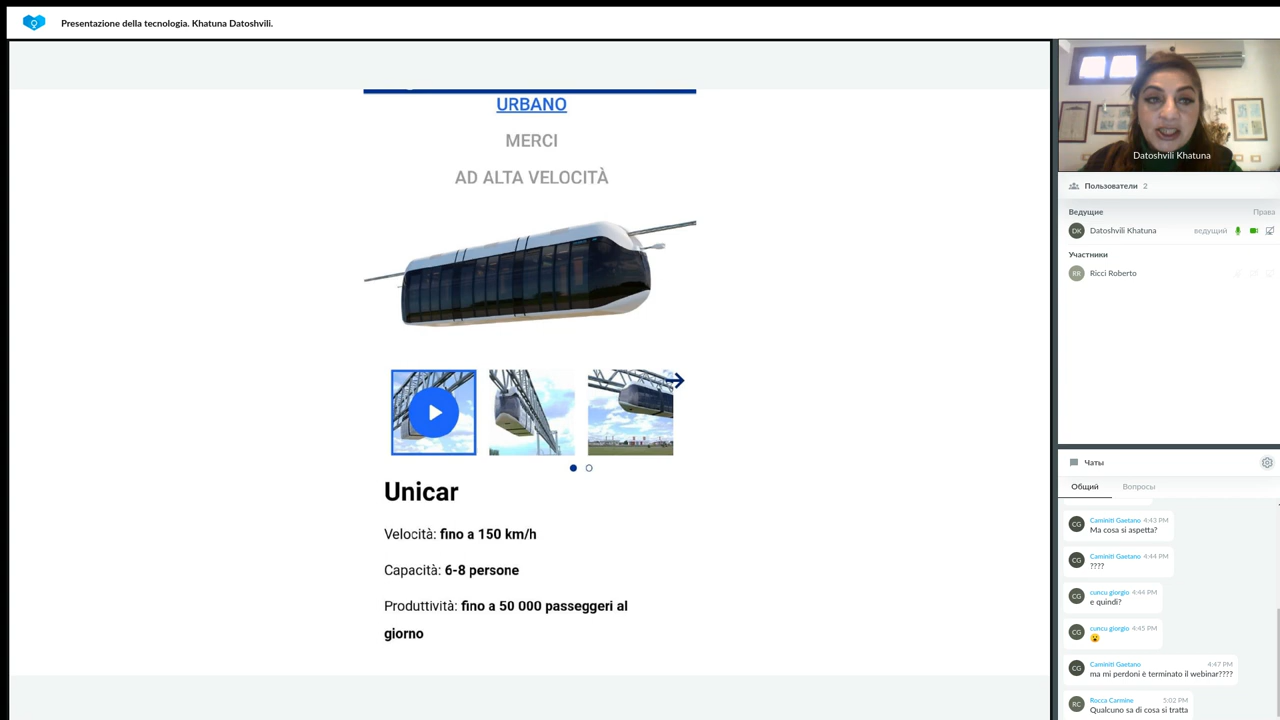 Presentazione della tecnologia. Khatuna Datoshvili.
URBANO
MERCI
AD ALTA VELOCITÀ
Unicar
Velocità: fino a 150 km/h
Capacità: 6-8 persone
Produttività: fino a 50 000 passeggeri al
giorno
Datoshvili Khatuna
Пользователи 2
Ведущие Права
DK Datoshvili Khatuna ведущий
Участники
RR Ricci Roberto
Чаты
Общий Вопросы
CG Caminiti Gaetano 4:43 PM
Ma cosa si aspetta?
CG Caminiti Gaetano 4:44 PM
????
CG cuncu giorgio 4:44 PM
e quindi?
CG cuncu giorgio 4:45 PM
😮
CG Caminiti Gaetano 4:47 PM
ma mi perdoni è terminato il webinar????
RC Rocca Carmine 5:02 PM
Qualcuno sa di cosa si tratta